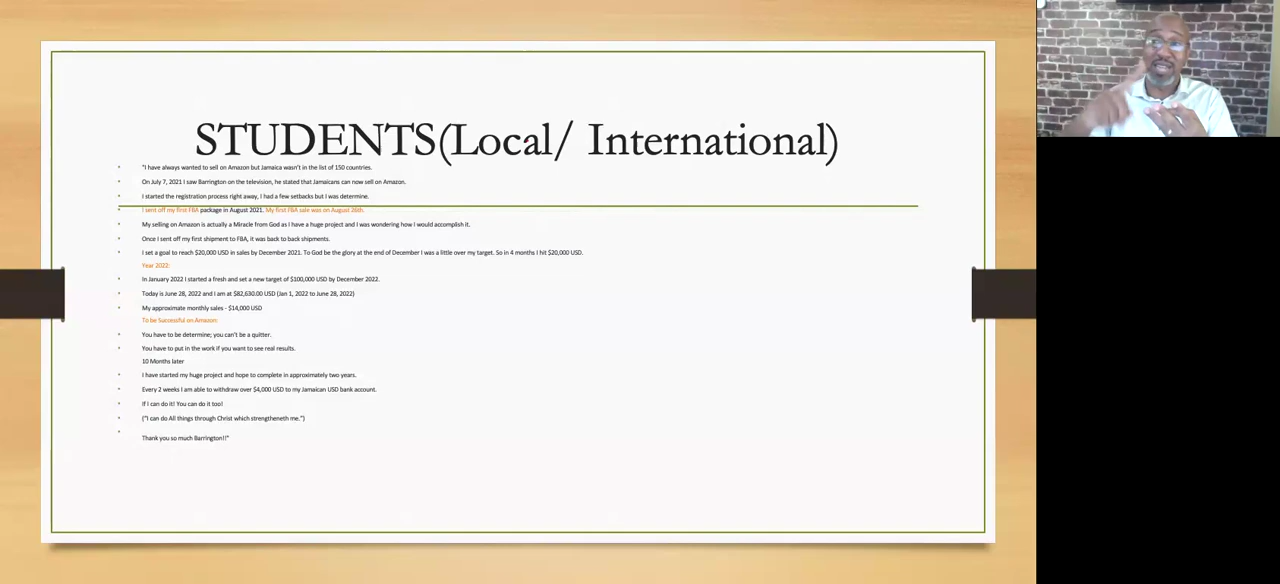 STUDENTS(Local/ International)
"I have always wanted to sell on Amazon but Jamaica wasn't in the list of 150 countries.
On July 7, 2021 I saw Barrington on the television, he stated that Jamaicans can now sell on Amazon.
I started the registration process right away, I had a few setbacks but I was determine.
I sent off my first FBA package in August 2021. My first FBA sale was on August 26th.
My selling on Amazon is actually a Miracle from God as I have a huge project and I was wondering how I would accomplish it.
Once I sent off my first shipment to FBA, it was back to back shipments.
I set a goal to reach $20,000 USD in sales by December 2021. To God be the glory at the end of December I was a little over my target. So in 4 months I hit $20,000 USD.
Year 2022:
In January 2022 I started a fresh and set a new target of $100,000 USD by December 2022.
Today is June 28, 2022 and I am at $82,630.00 USD (Jan 1, 2022 to June 28, 2022)
My approximate monthly sales - $14,000 USD
To be Successful on Amazon:
You have to be determine; you can't be a quitter.
You have to put in the work if you want to see real results.
10 Months later
I have started my huge project and hope to complete in approximately two years.
Every 2 weeks I am able to withdraw over $4,000 USD to my Jamaican USD bank account.
If I can do it! You can do it too!
("I can do All things through Christ which strengtheneth me.")
Thank you so much Barrington!!"